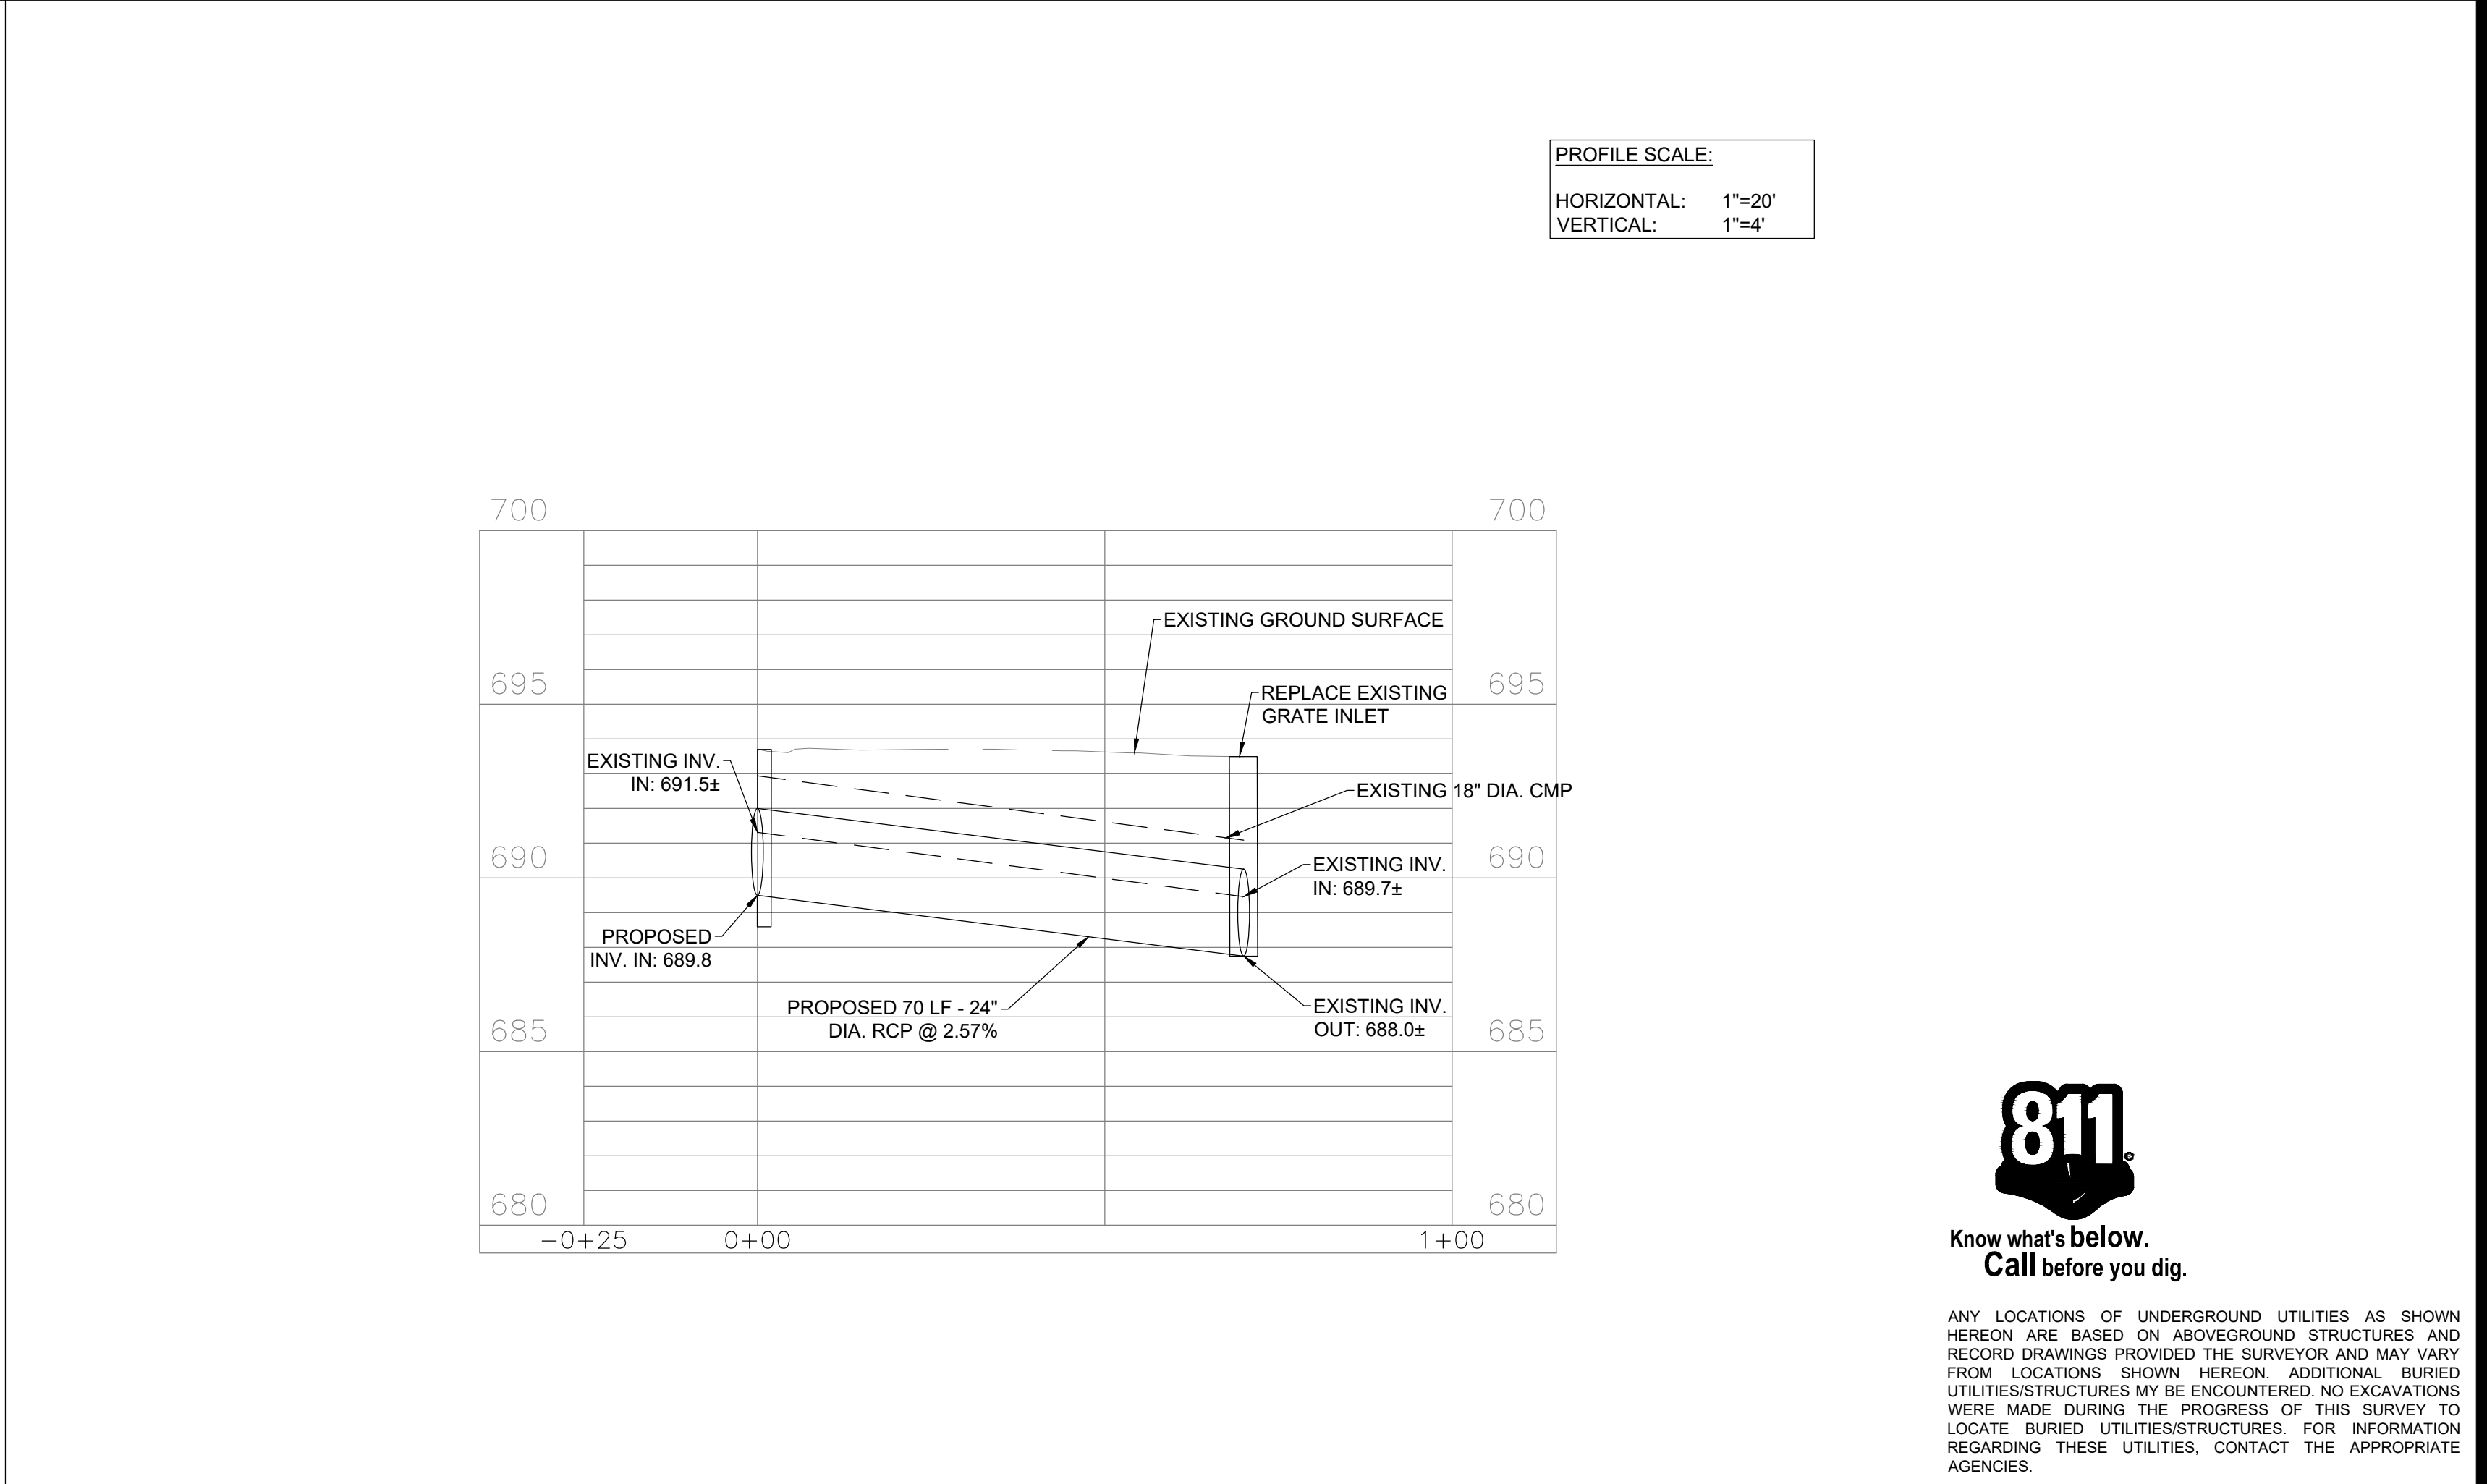 PROFILE SCALE:
HORIZONTAL: 1"=20'
VERTICAL: 1"=4'
700 700
EXISTING GROUND SURFACE
695 695
REPLACE EXISTING
GRATE INLET
EXISTING INV.
IN: 691.5±
EXISTING 18" DIA. CMP
690 690
EXISTING INV.
IN: 689.7±
PROPOSED
INV. IN: 689.8
PROPOSED 70 LF - 24"
DIA. RCP @ 2.57%
EXISTING INV.
OUT: 688.0±
685 685
680 680
-0+25 0+00 1+00
811
Know what's below.
Call before you dig.
ANY LOCATIONS OF UNDERGROUND UTILITIES AS SHOWN
HEREON ARE BASED ON ABOVEGROUND STRUCTURES AND
RECORD DRAWINGS PROVIDED THE SURVEYOR AND MAY VARY
FROM LOCATIONS SHOWN HEREON. ADDITIONAL BURIED
UTILITIES/STRUCTURES MY BE ENCOUNTERED. NO EXCAVATIONS
WERE MADE DURING THE PROGRESS OF THIS SURVEY TO
LOCATE BURIED UTILITIES/STRUCTURES. FOR INFORMATION
REGARDING THESE UTILITIES, CONTACT THE APPROPRIATE
AGENCIES.